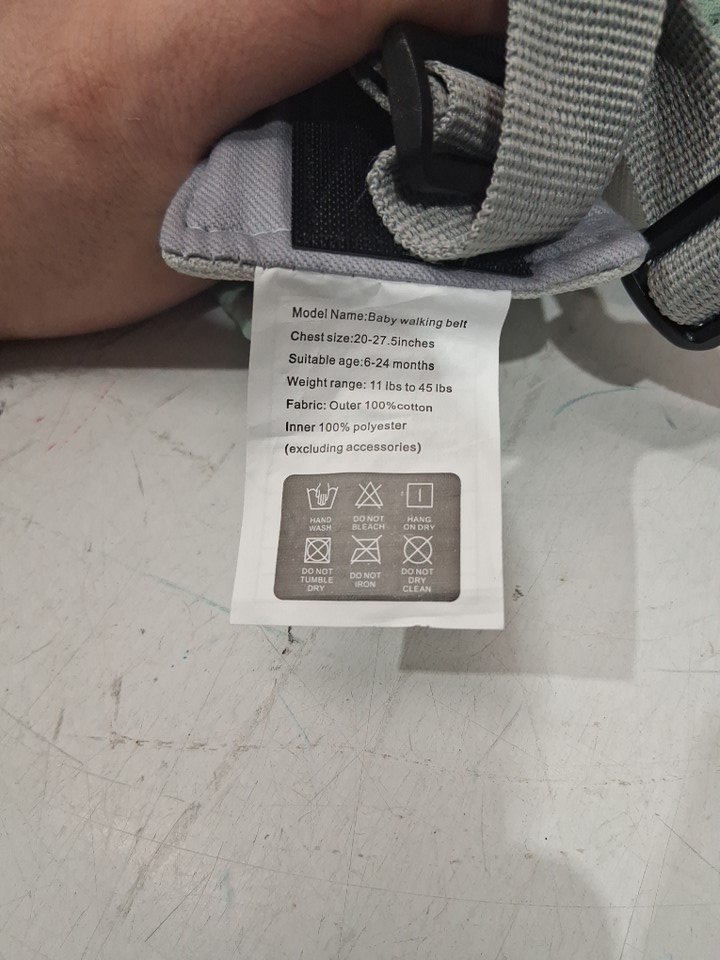 Model Name:Baby walking belt
Chest size:20-27.5inches
Suitable age:6-24 months
Weight range: 11 lbs to 45 lbs
Fabric: Outer 100%cotton
Inner 100% polyester
(excluding accessories)
HAND
WASH
DO NOT
BLEACH
HANG
ON DRY
DO NOT
TUMBLE
DRY
DO NOT
IRON
DO NOT
DRY
CLEAN